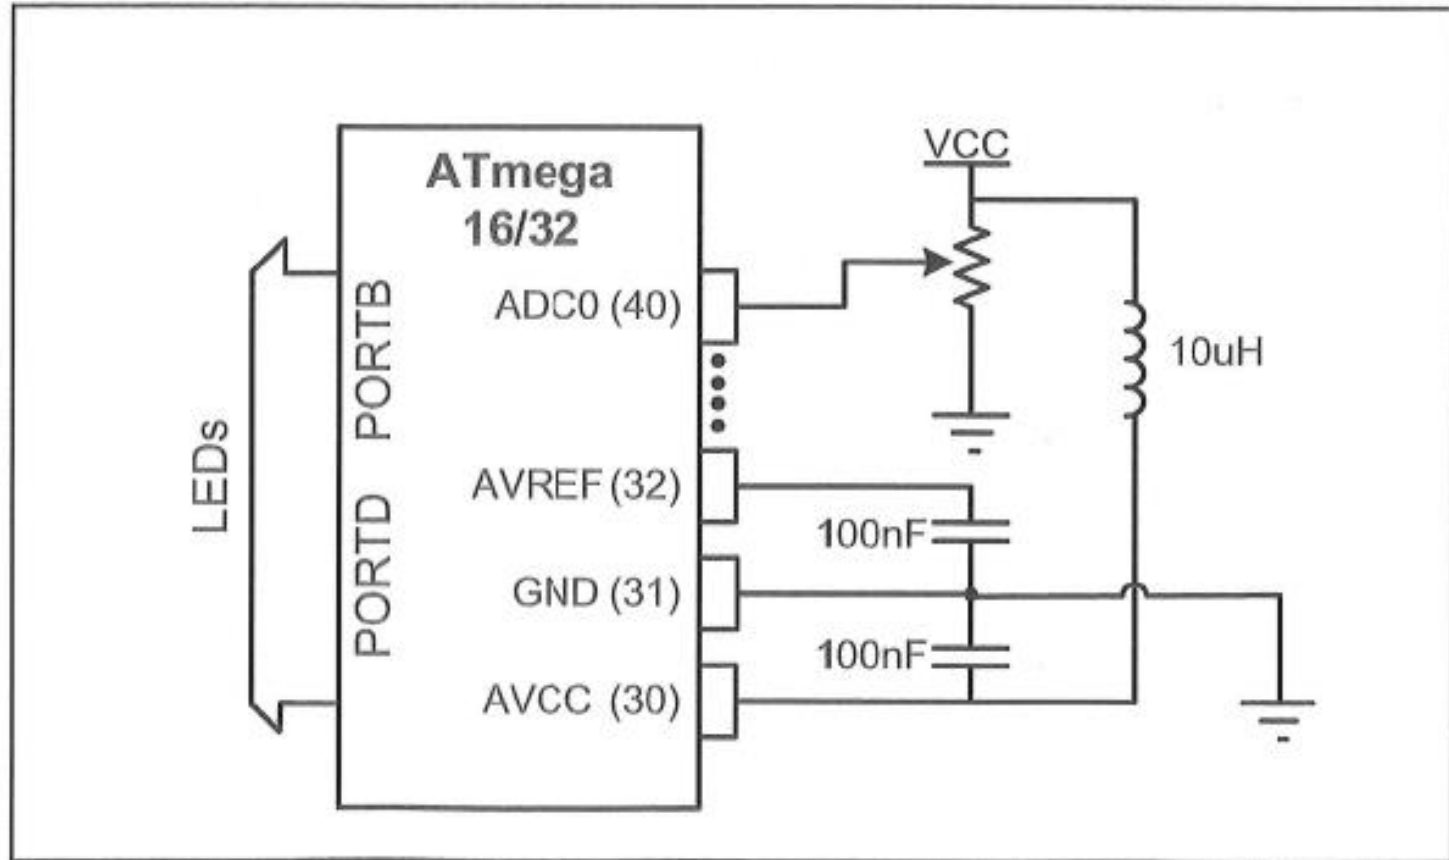 ATmega
16/32
VCC
ADC0 (40)
PORTB
10uH
LEDs
AVREF (32)
100nF
PORTD
GND (31)
100nF
AVCC (30)